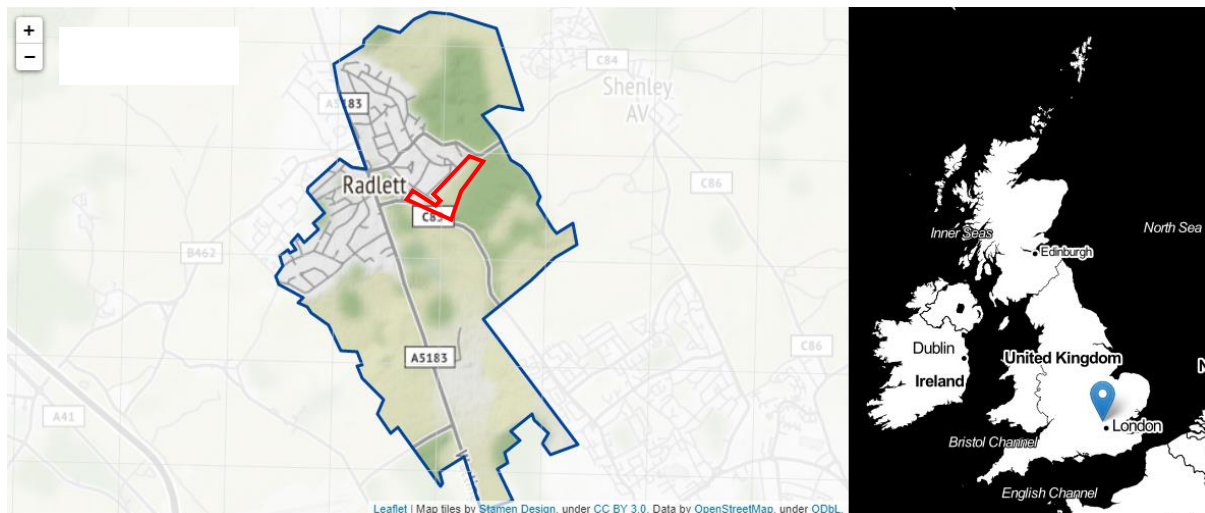 +
−
A5183
C84
Shenley
AV
C86
Radlett
C85
B462
A5183
C86
A41
Leaflet | Map tiles by Stamen Design, under CC BY 3.0. Data by OpenStreetMap, under ODbL.
Inner Seas
North Sea
Edinburgh
Dublin
United Kingdom
Ireland
N
London
Bristol Channel
English Channel